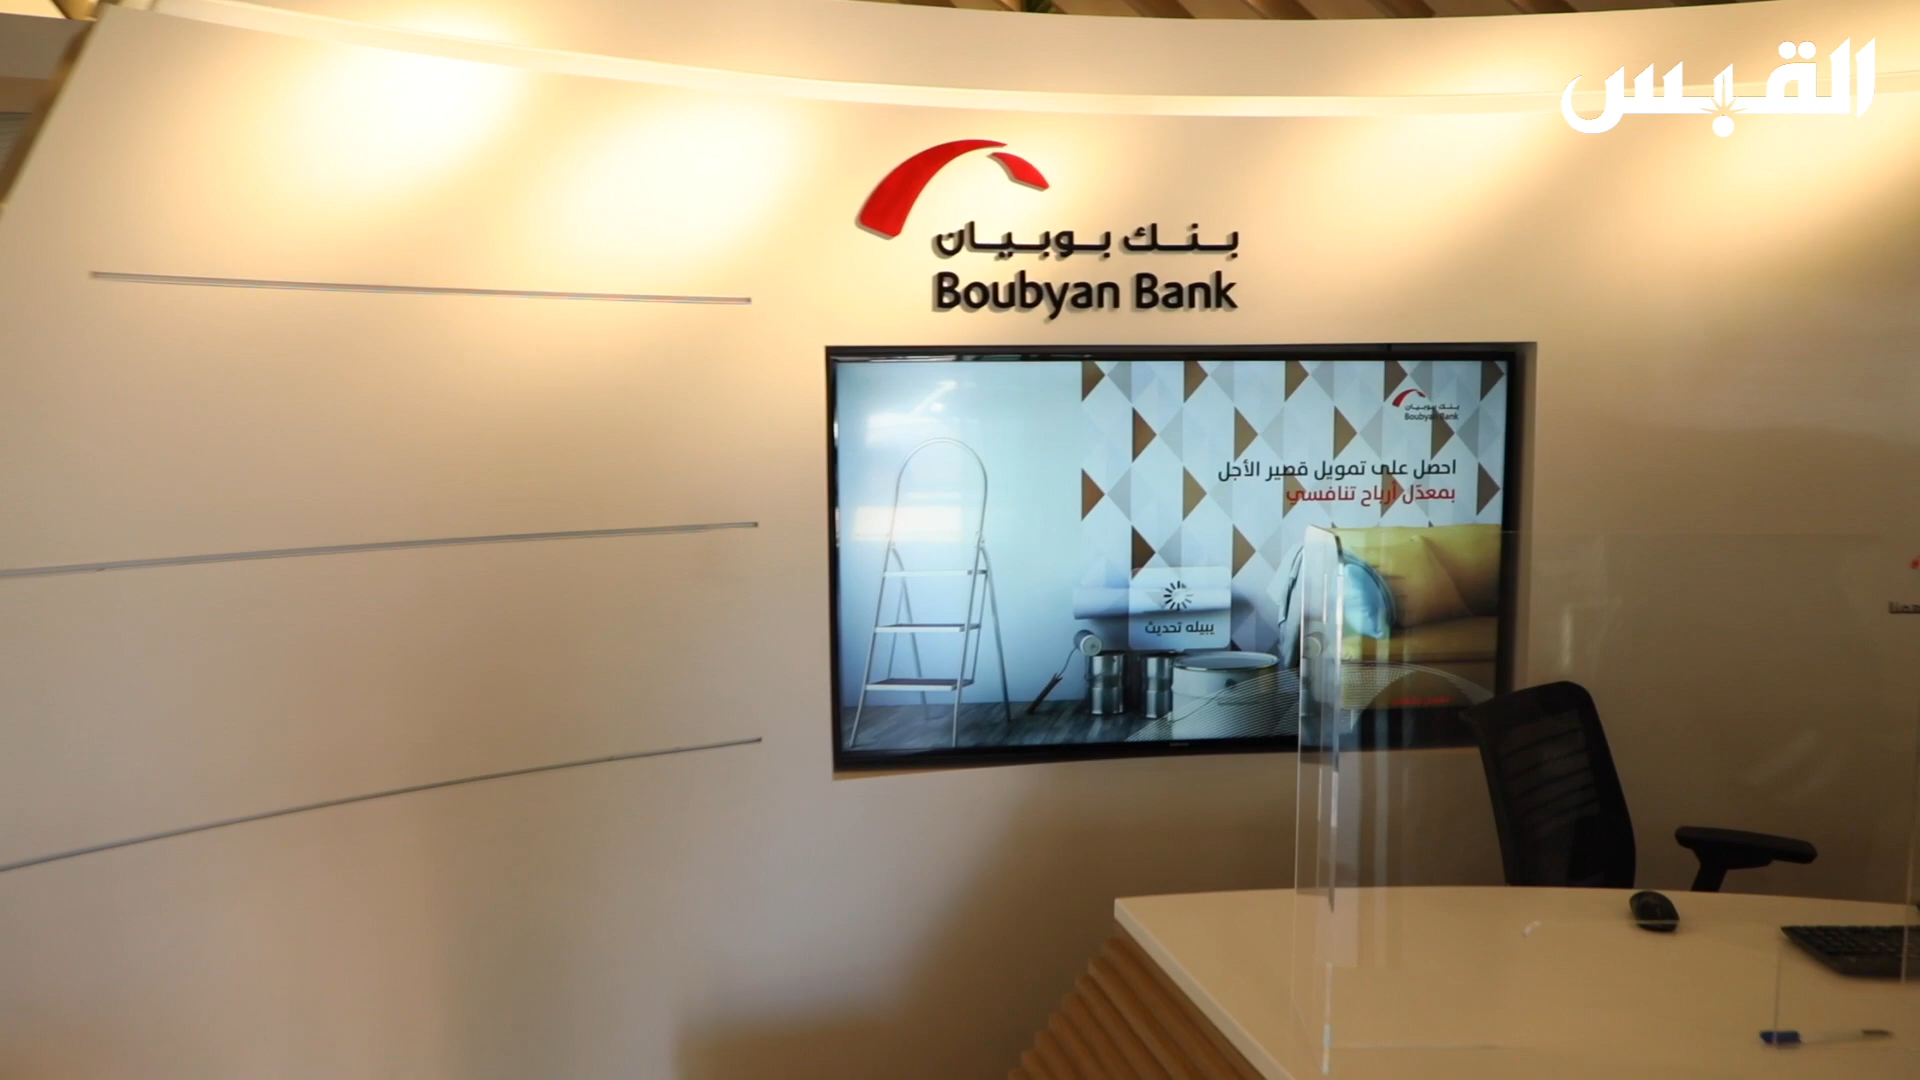 القبس
بنك بوبيان
Boubyan Bank
بنك بوبيان
Boubyan Bank
احصل على تمويل قصير الأجل
بمعدّل أرباح تنافسي
يبيله تحديث